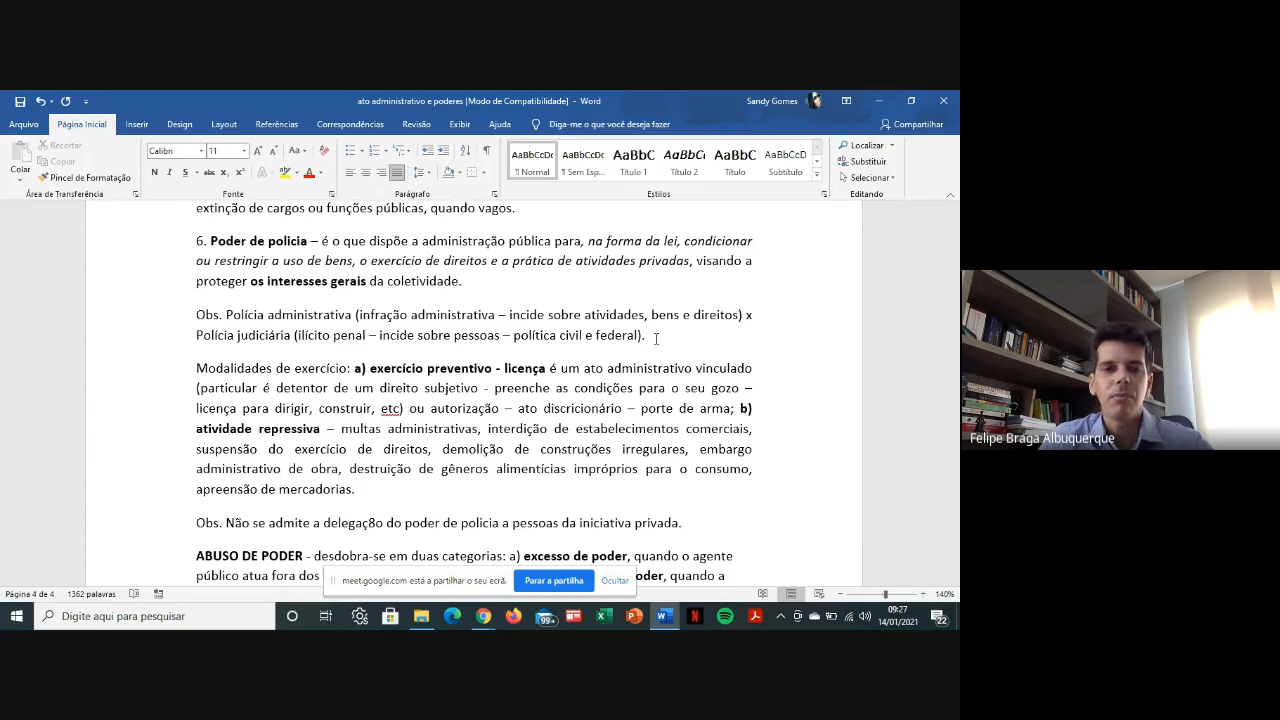 ato administrativo e poderes [Modo de Compatibilidade] - Word
Sandy Gomes
Arquivo
Página Inicial
Inserir
Design
Layout
Referências
Correspondências
Revisão
Exibir
Ajuda
Diga-me o que você deseja fazer
Compartilhar
Colar
Recortar
Copiar
Pincel de Formatação
Área de Transferência
Calibri
11
Fonte
Parágrafo
AaBbCcDc
¶ Normal
AaBbCcDc
¶ Sem Esp...
AaBbC
Título 1
AaBbCc
Título 2
AaBbC
Título
AaBbCcD
Subtítulo
Estilos
Localizar
Substituir
Selecionar
Editando
extinção de cargos ou funções públicas, quando vagos.
6. Poder de policia – é o que dispõe a administração pública para, na forma da lei, condicionar
ou restringir a uso de bens, o exercício de direitos e a prática de atividades privadas, visando a
proteger os interesses gerais da coletividade.
Obs. Polícia administrativa (infração administrativa – incide sobre atividades, bens e direitos) x
Polícia judiciária (ilícito penal – incide sobre pessoas – política civil e federal).
Modalidades de exercício: a) exercício preventivo - licença é um ato administrativo vinculado
(particular é detentor de um direito subjetivo - preenche as condições para o seu gozo –
licença para dirigir, construir, etc) ou autorização – ato discricionário – porte de arma; b)
atividade repressiva – multas administrativas, interdição de estabelecimentos comerciais,
suspensão do exercício de direitos, demolição de construções irregulares, embargo
administrativo de obra, destruição de gêneros alimentícias impróprios para o consumo,
apreensão de mercadorias.
Obs. Não se admite a delegaç8o do poder de policia a pessoas da iniciativa privada.
ABUSO DE PODER - desdobra-se em duas categorias: a) excesso de poder, quando o agente
público atua fora dos
oder, quando a
meet.google.com está a partilhar o seu ecrã.
Parar a partilha
Ocultar
Página 4 de 4
1362 palavras
140%
Digite aqui para pesquisar
99+
09:27
14/01/2021
22
Felipe Braga Albuquerque